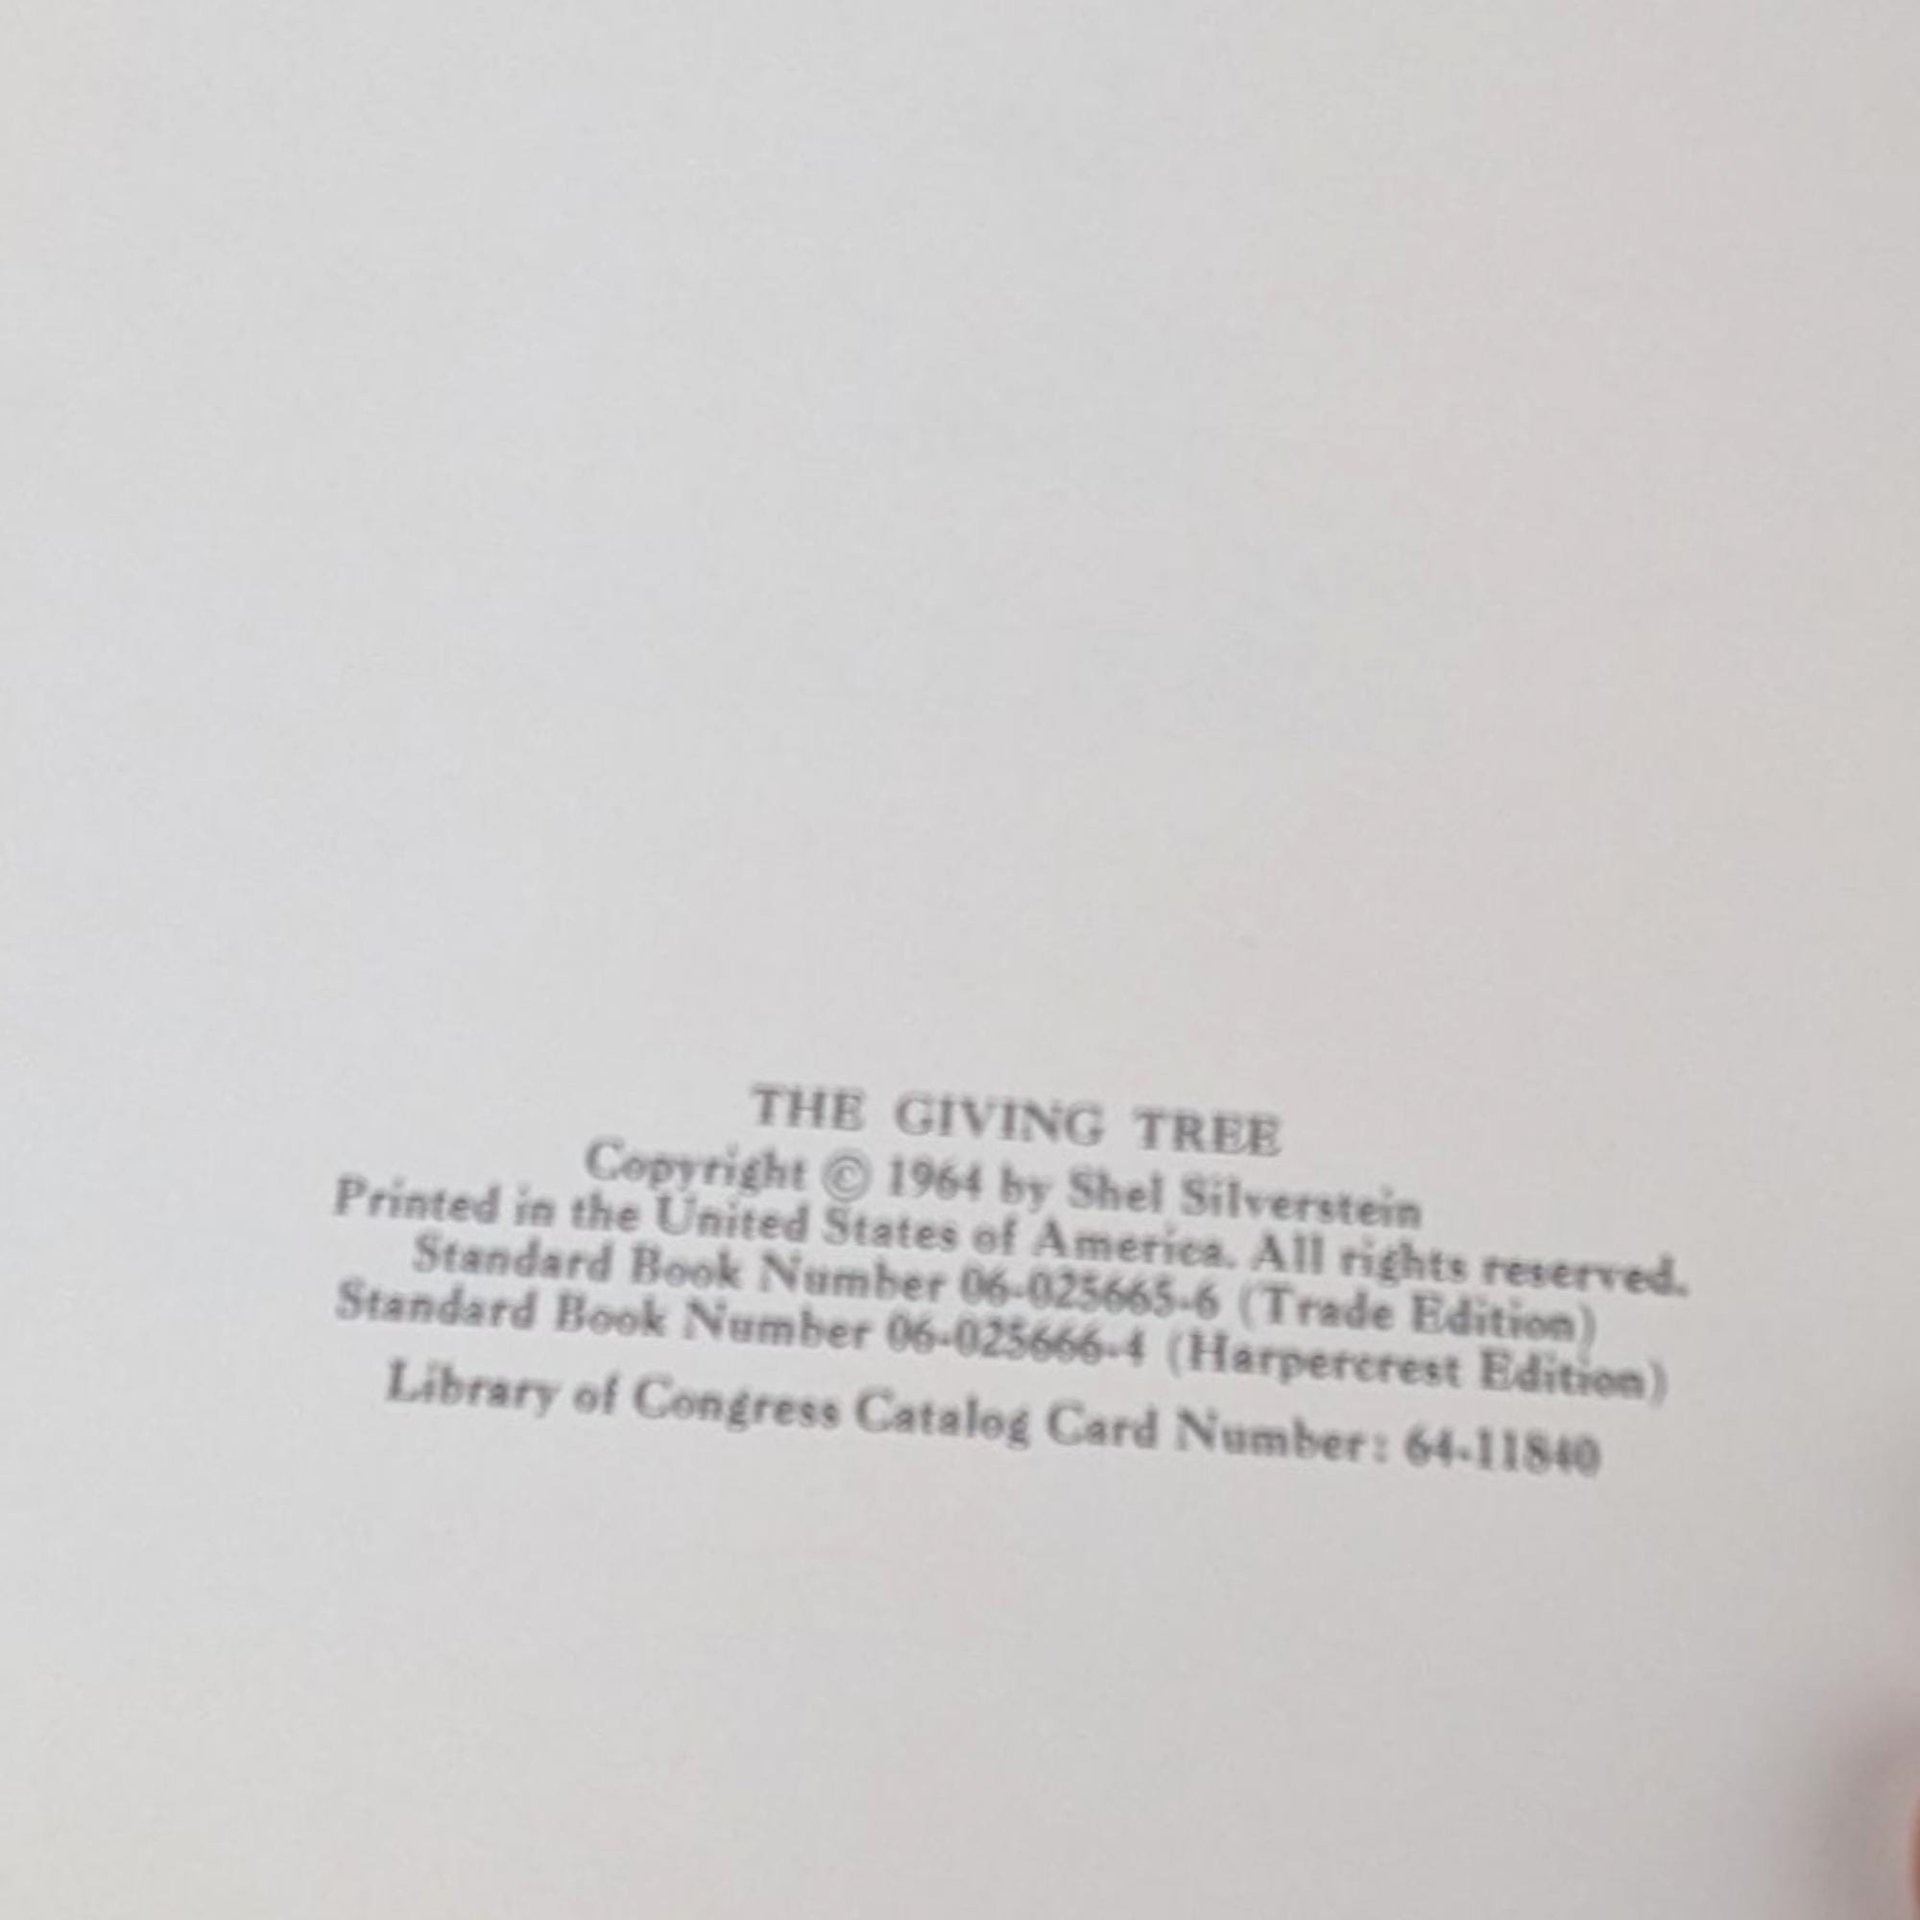 THE GIVING TREE
Copyright © 1964 by Shel Silverstein
Printed in the United States of America. All rights reserved.
Standard Book Number 06-025665-6 (Trade Edition)
Standard Book Number 06-025666-4 (Harpercrest Edition)
Library of Congress Catalog Card Number: 64-11840